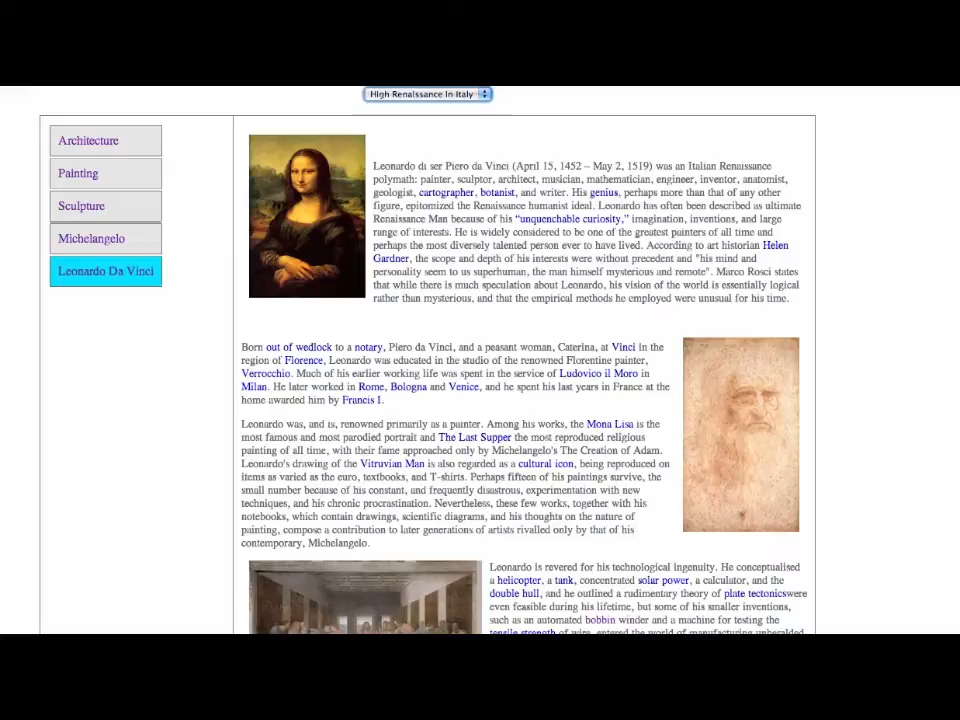 High Renaissance In Italy
Architecture
Painting
Sculpture
Michelangelo
Leonardo Da Vinci
Leonardo di ser Piero da Vinci (April 15, 1452 – May 2, 1519) was an Italian Renaissance
polymath: painter, sculptor, architect, musician, mathematician, engineer, inventor, anatomist,
geologist, cartographer, botanist, and writer. His genius, perhaps more than that of any other
figure, epitomized the Renaissance humanist ideal. Leonardo has often been described as ultimate
Renaissance Man because of his “unquenchable curiosity,” imagination, inventions, and large
range of interests. He is widely considered to be one of the greatest painters of all time and
perhaps the most diversely talented person ever to have lived. According to art historian Helen
Gardner, the scope and depth of his interests were without precedent and "his mind and
personality seem to us superhuman, the man himself mysterious and remote". Marco Rosci states
that while there is much speculation about Leonardo, his vision of the world is essentially logical
rather than mysterious, and that the empirical methods he employed were unusual for his time.
Born out of wedlock to a notary, Piero da Vinci, and a peasant woman, Caterina, at Vinci in the
region of Florence, Leonardo was educated in the studio of the renowned Florentine painter,
Verrocchio. Much of his earlier working life was spent in the service of Ludovico il Moro in
Milan. He later worked in Rome, Bologna and Venice, and he spent his last years in France at the
home awarded him by Francis I.
Leonardo was, and is, renowned primarily as a painter. Among his works, the Mona Lisa is the
most famous and most parodied portrait and The Last Supper the most reproduced religious
painting of all time, with their fame approached only by Michelangelo's The Creation of Adam.
Leonardo's drawing of the Vitruvian Man is also regarded as a cultural icon, being reproduced on
items as varied as the euro, textbooks, and T-shirts. Perhaps fifteen of his paintings survive, the
small number because of his constant, and frequently disastrous, experimentation with new
techniques, and his chronic procrastination. Nevertheless, these few works, together with his
notebooks, which contain drawings, scientific diagrams, and his thoughts on the nature of
painting, compose a contribution to later generations of artists rivalled only by that of his
contemporary, Michelangelo.
Leonardo is revered for his technological ingenuity. He conceptualised
a helicopter, a tank, concentrated solar power, a calculator, and the
double hull, and he outlined a rudimentary theory of plate tectonicswere
even feasible during his lifetime, but some of his smaller inventions,
such as an automated bobbin winder and a machine for testing the
tensile strength of wire, entered the world of manufacturing unheralded